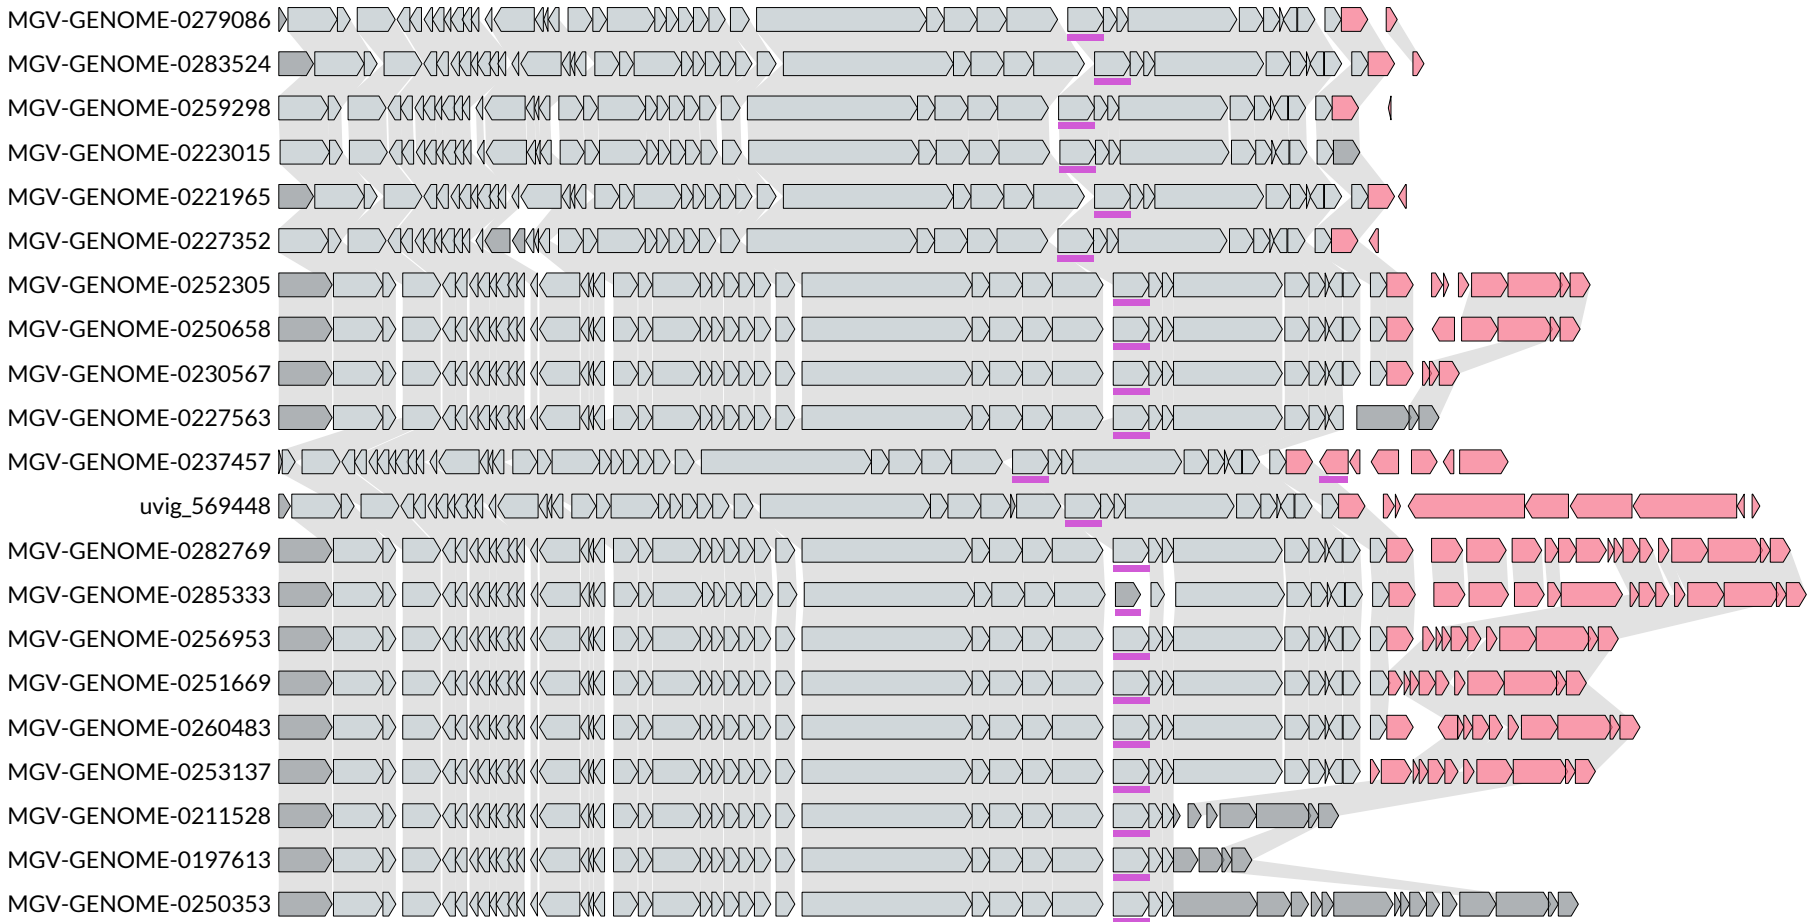 MGV-GENOME-0279086
MGV-GENOME-0283524
MGV-GENOME-0259298
MGV-GENOME-0223015
MGV-GENOME-0221965
MGV-GENOME-0227352
MGV-GENOME-0252305
MGV-GENOME-0250658
MGV-GENOME-0230567
MGV-GENOME-0227563
MGV-GENOME-0237457
uvig_569448
MGV-GENOME-0282769
MGV-GENOME-0285333
MGV-GENOME-0256953
MGV-GENOME-0251669
MGV-GENOME-0260483
MGV-GENOME-0253137
MGV-GENOME-0211528
MGV-GENOME-0197613
MGV-GENOME-0250353